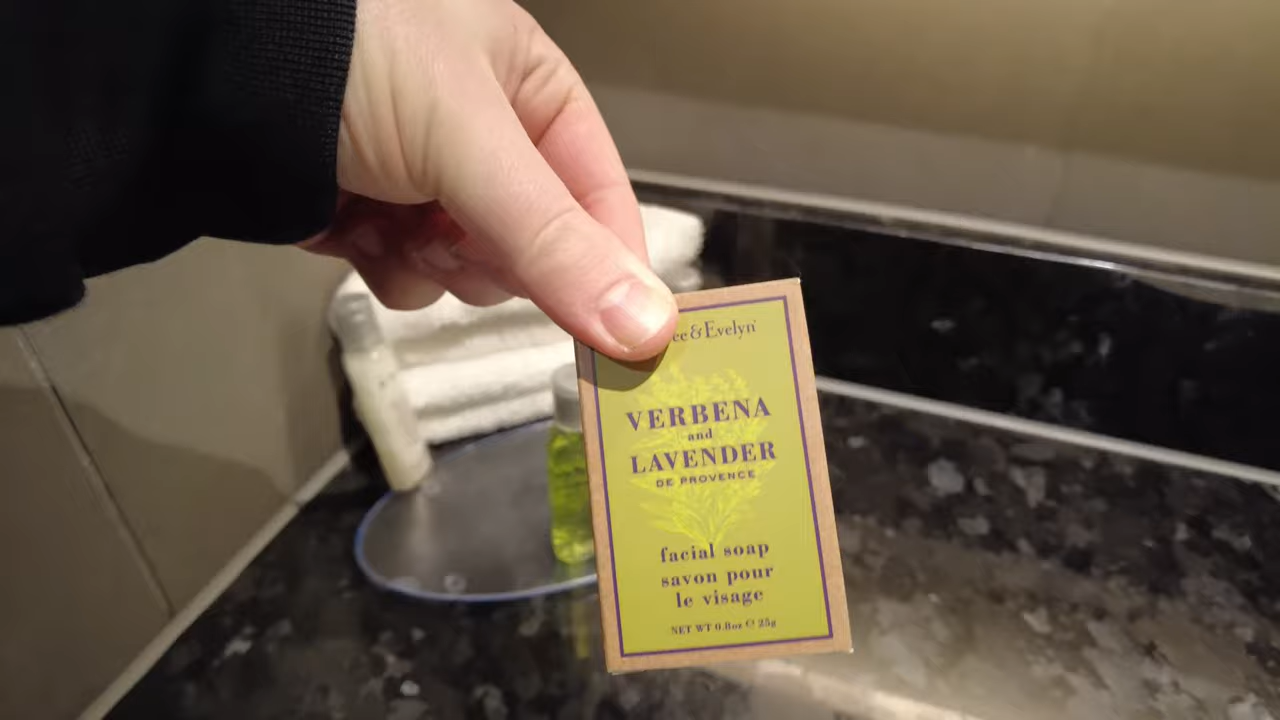 ee&Evelyn
VERBENA
and
LAVENDER
DE PROVENCE
facial soap
savon pour
le visage
NET WT 0.8oz ℮ 25g